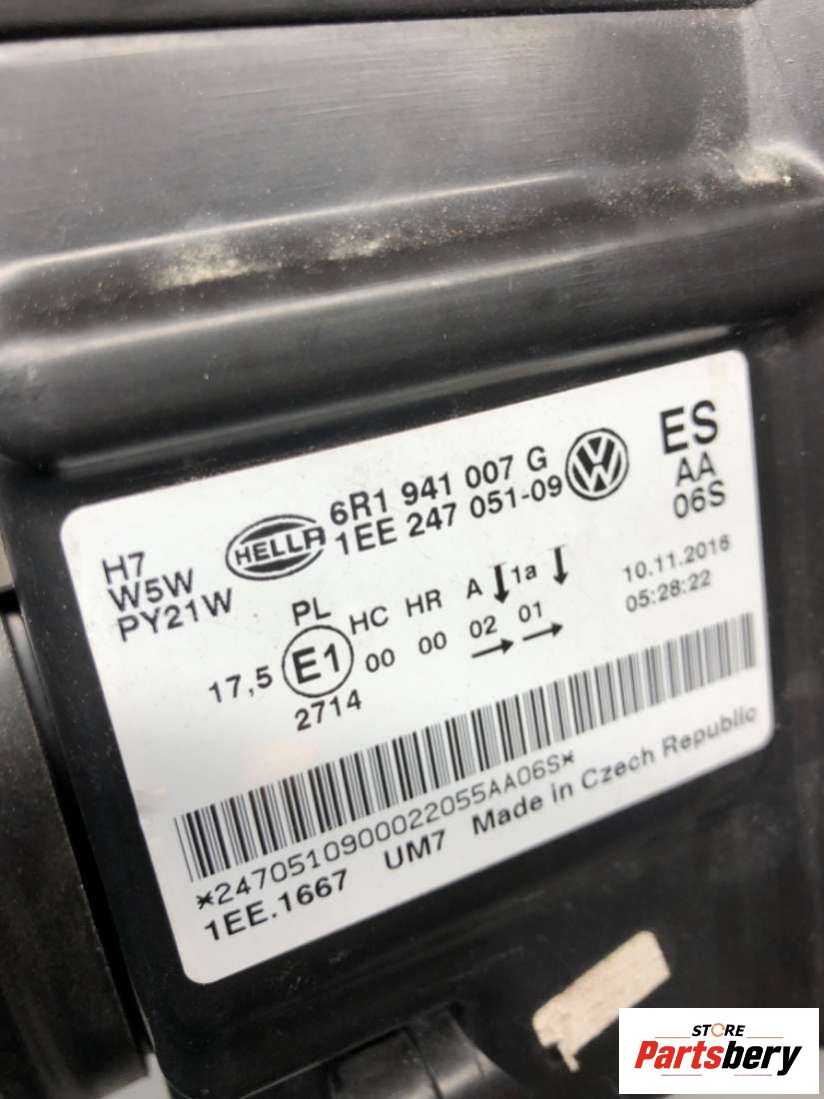 H7
W5W
PY21W
HELLA
6R1 941 007 G
1EE 247 051-09
ES
AA
06S
PL HC HR A 1a
17,5 E1 00 00 02 01
2714
10.11.2016
05:28:22
*2470510900022055AA06S*
1EE.1667 UM7 Made in Czech Republic
STORE
Partsbery